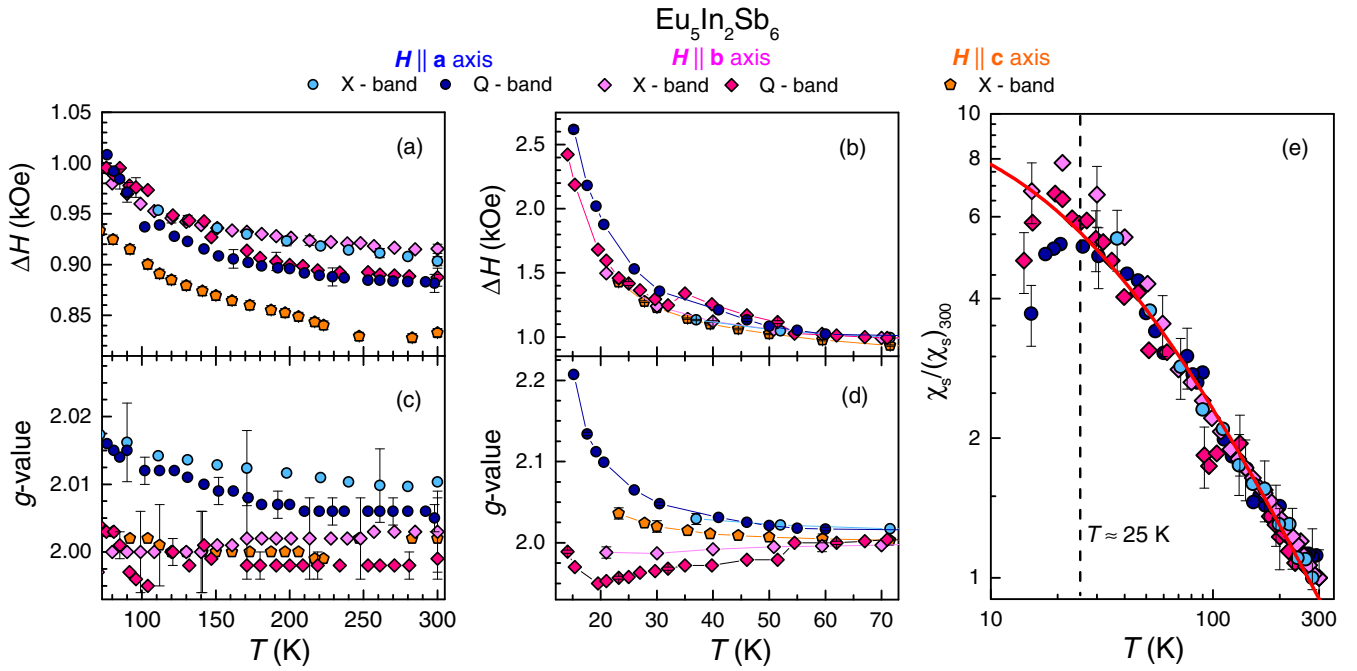 Eu5In2Sb6
H || a axis
H || b axis
H || c axis
X - band
Q - band
X - band
Q - band
X - band
1.05
1.00
0.95
0.90
0.85
ΔH (kOe)
(a)
2.5
2.0
1.5
1.0
ΔH (kOe)
(b)
2.02
2.01
2.00
g-value
(c)
100
150
200
250
300
T (K)
2.2
2.1
2.0
g-value
(d)
20
30
40
50
60
70
T (K)
10
8
6
4
2
1
χs/(χs)300
(e)
T ≈ 25 K
10
100
300
T (K)